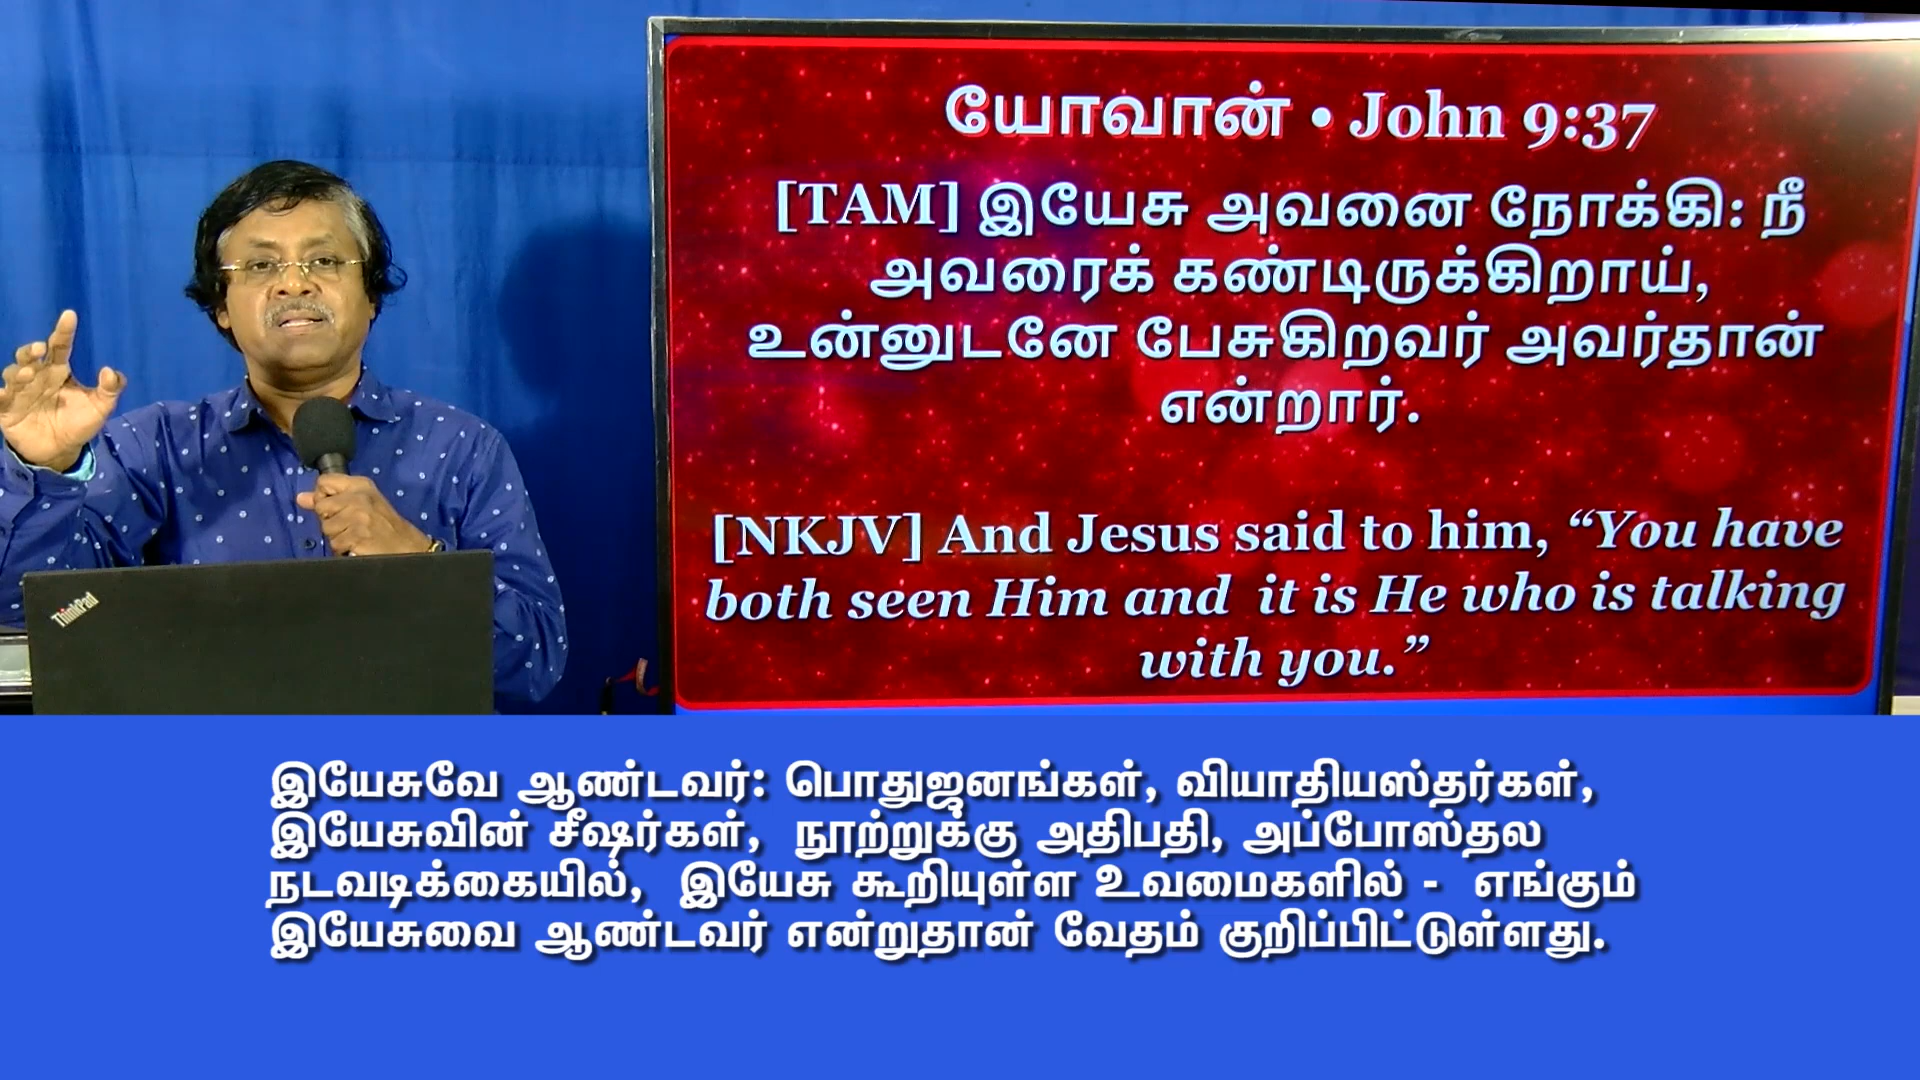 யோவான் • John 9:37
[TAM] இயேசு அவனை நோக்கி: நீ
அவரைக் கண்டிருக்கிறாய்,
உன்னுடனே பேசுகிறவர் அவர்தான்
என்றார்.
[NKJV] And Jesus said to him, “You have
both seen Him and it is He who is talking
with you.”
ThinkPad
இயேசுவே ஆண்டவர்: பொதுஜனங்கள், வியாதியஸ்தர்கள்,
இயேசுவின் சீஷர்கள், நூற்றுக்கு அதிபதி, அப்போஸ்தல
நடவடிக்கையில், இயேசு கூறியுள்ள உவமைகளில் - எங்கும்
இயேசுவை ஆண்டவர் என்றுதான் வேதம் குறிப்பிட்டுள்ளது.